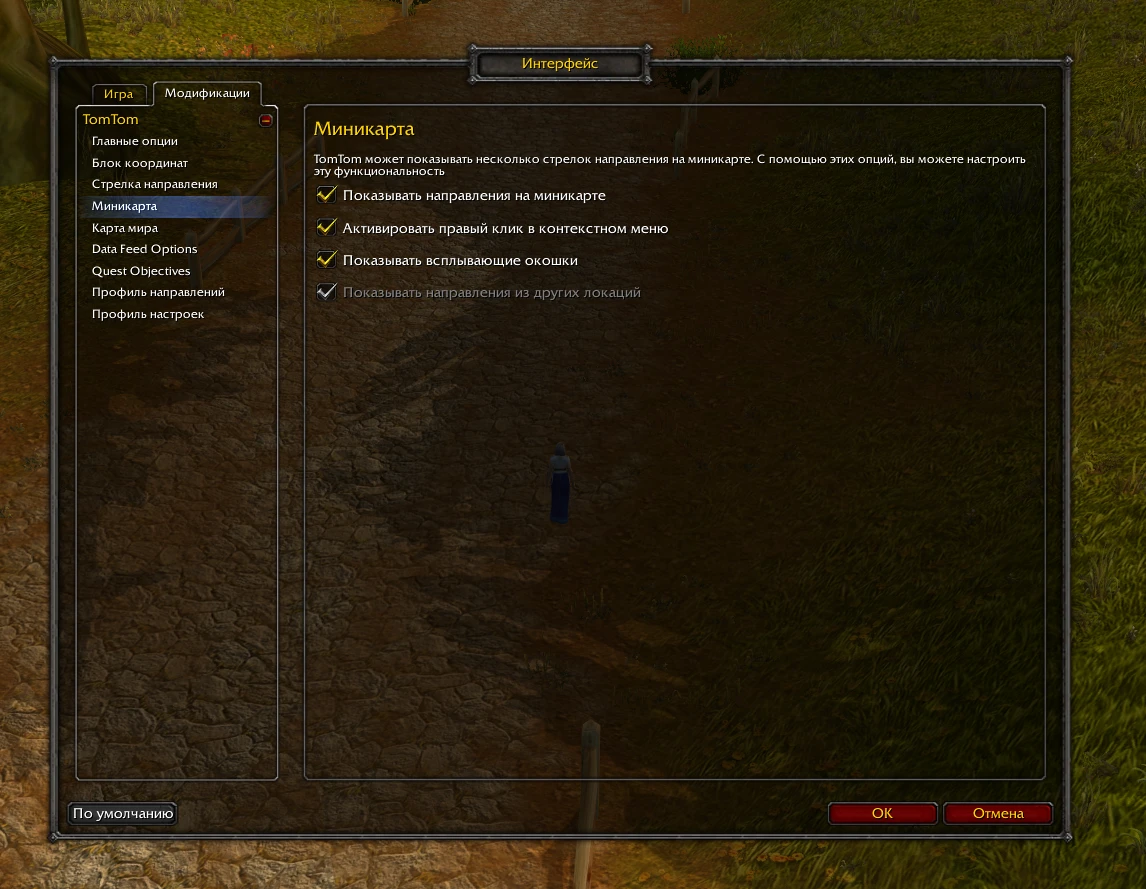 Интерфейс
Игра
Модификации
TomTom
Главные опции
Блок координат
Стрелка направления
Миникарта
Карта мира
Data Feed Options
Quest Objectives
Профиль направлений
Профиль настроек
Миникарта
TomTom может показывать несколько стрелок направления на миникарте. С помощью этих опций, вы можете настроить
эту функциональность
Показывать направления на миникарте
Активировать правый клик в контекстном меню
Показывать всплывающие окошки
Показывать направления из других локаций
По умолчанию
ОК
Отмена